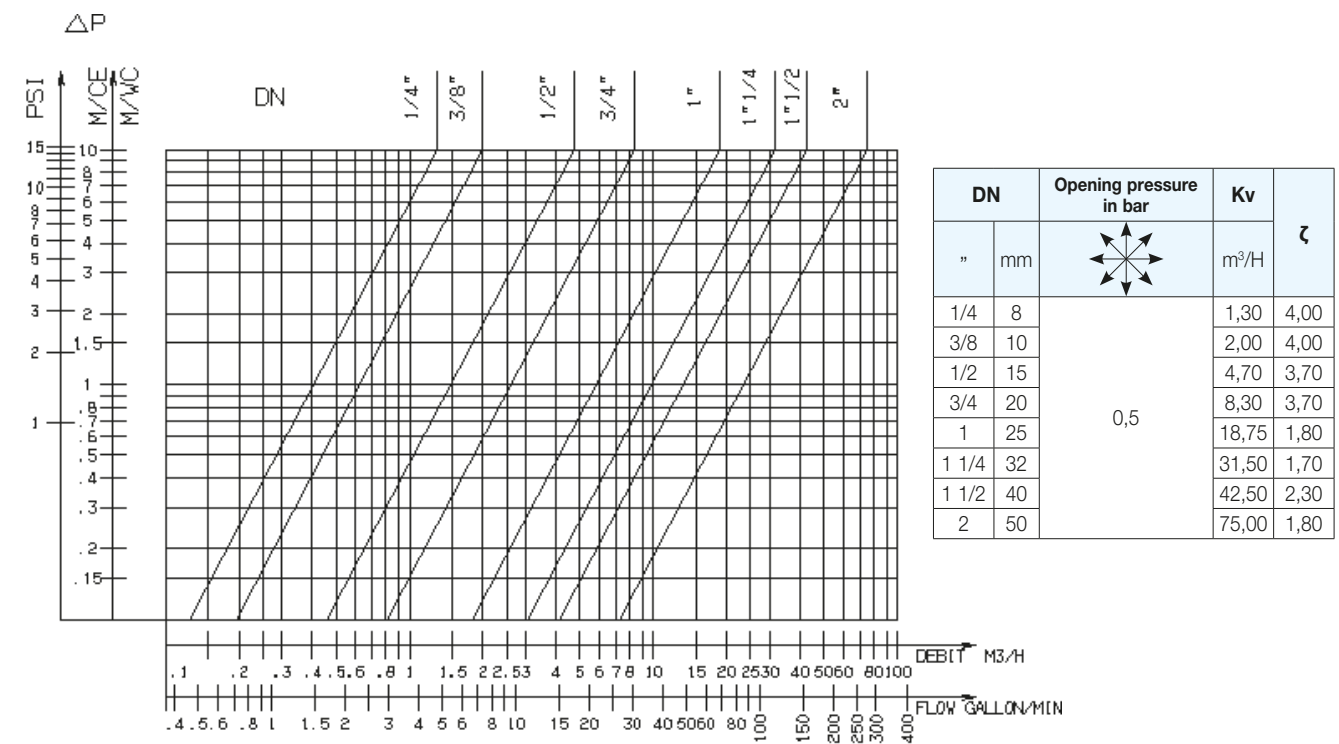 △P
PSI
M/CE
M/WC
DN
1/4"
3/8"
1/2"
3/4"
1"
1"1/4
1"1/2
2"
15
10
9
7
6
5
4
3
2
1
10
8
7
6
5
4
3
2
1.5
1
.8
.7
.6
.5
.4
.3
.2
.15
.1 .2 .3 .4 .5 .6 .8 1 1.5 2 2.5 3 4 5 6 7 8 10 15 20 25 30 40 50 60 80 100
DEBIT M3/H
.4 .5 .6 .8 1 1.5 2 3 4 5 6 8 10 15 20 30 40 50 60 80 100 150 200 250 300 400
FLOW GALLON/MIN
DN Opening pressure in bar Kv ζ
" mm m³/H
1/4 8 1,30 4,00
3/8 10 2,00 4,00
1/2 15 4,70 3,70
3/4 20 8,30 3,70
0,5
1 25 18,75 1,80
1 1/4 32 31,50 1,70
1 1/2 40 42,50 2,30
2 50 75,00 1,80